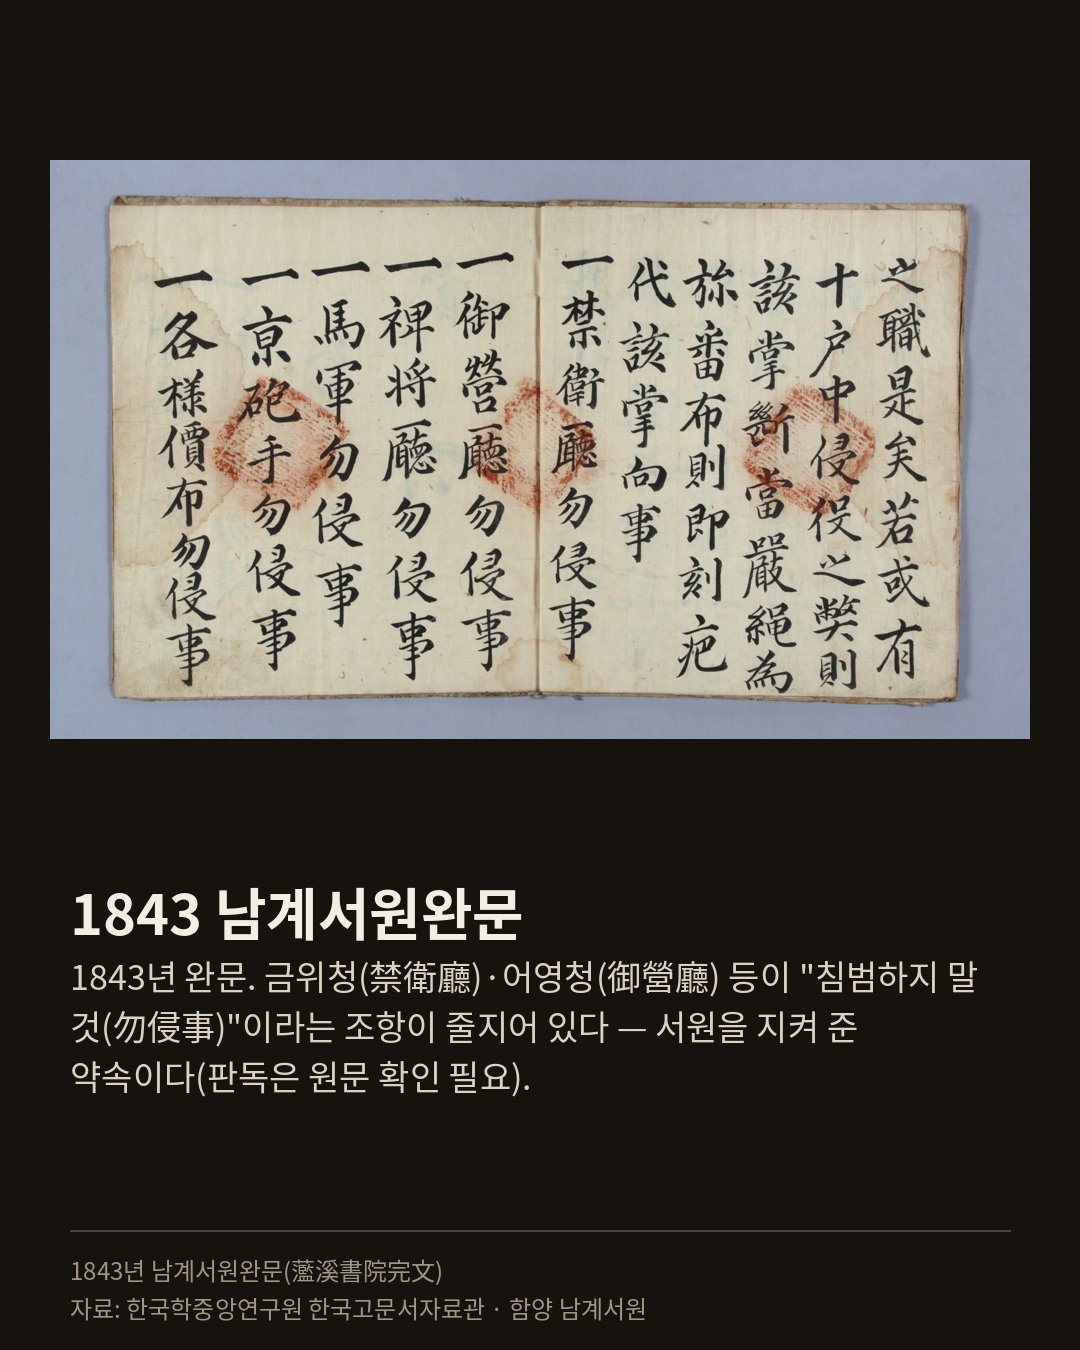 之職是矣若或有
十戶中侵役之弊則
該掌斷當嚴繩為
旀番布則卽刻疤
代該掌向事
一禁衛廳勿侵事
一御營廳勿侵事
一裨將廳勿侵事
一馬軍勿侵事
一京砲手勿侵事
一各樣價布勿侵事
1843 남계서원완문
1843년 완문. 금위청(禁衛廳)·어영청(御營廳) 등이 "침범하지 말
것(勿侵事)"이라는 조항이 줄지어 있다 — 서원을 지켜 준
약속이다(판독은 원문 확인 필요).
1843년 남계서원완문(灆溪書院完文)
자료: 한국학중앙연구원 한국고문서자료관 · 함양 남계서원